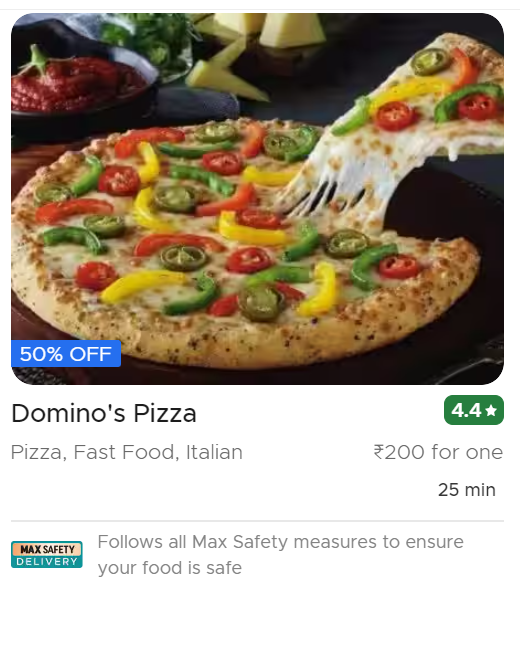 50% OFF
Domino's Pizza
4.4★
Pizza, Fast Food, Italian
₹200 for one
25 min
MAX SAFETY
DELIVERY
Follows all Max Safety measures to ensure
your food is safe